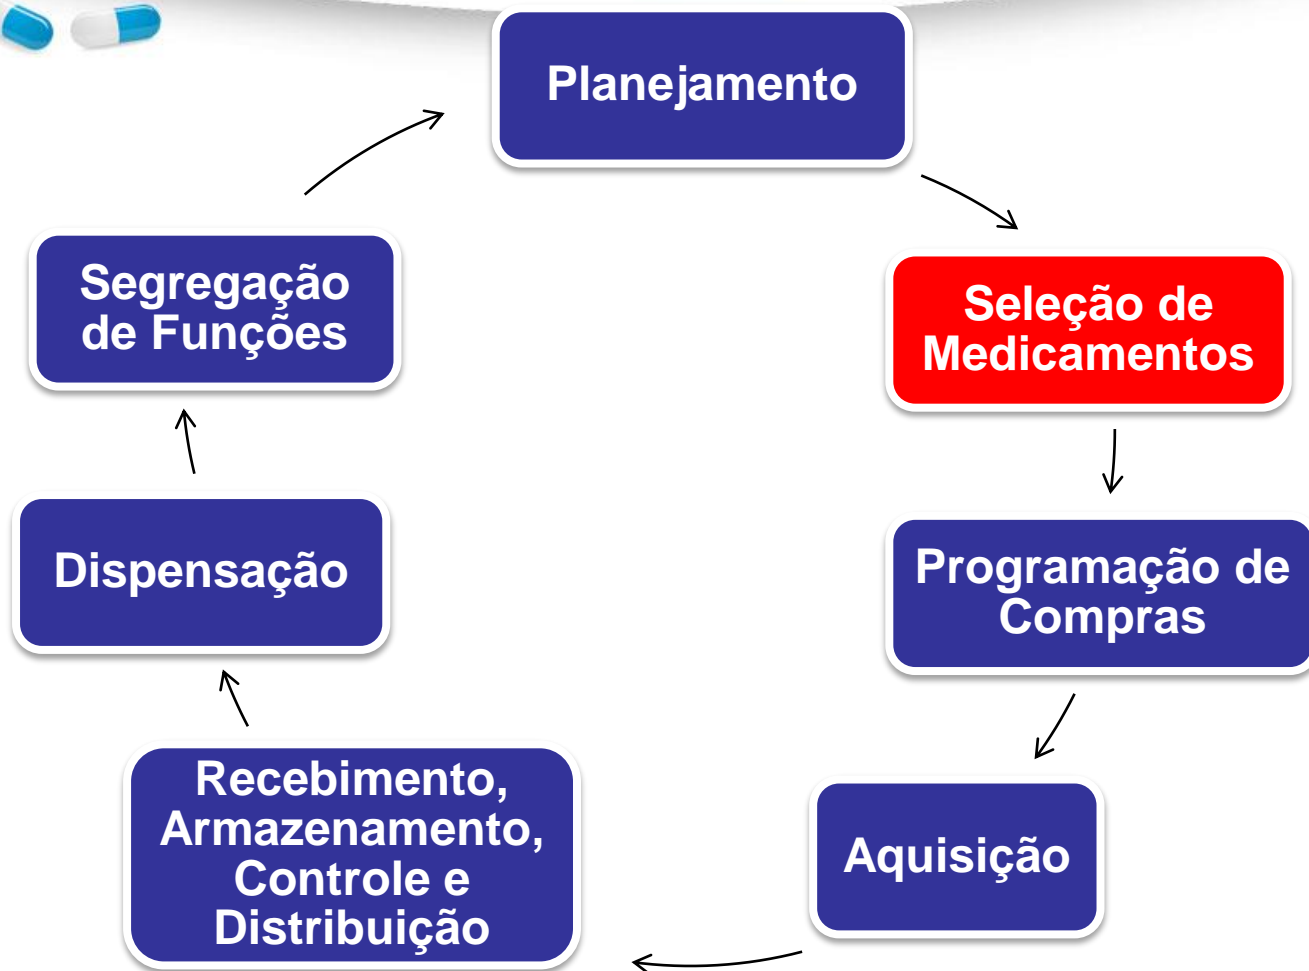 Planejamento
Seleção de
Medicamentos
Programação de
Compras
Aquisição
Recebimento,
Armazenamento,
Controle e
Distribuição
Dispensação
Segregação
de Funções